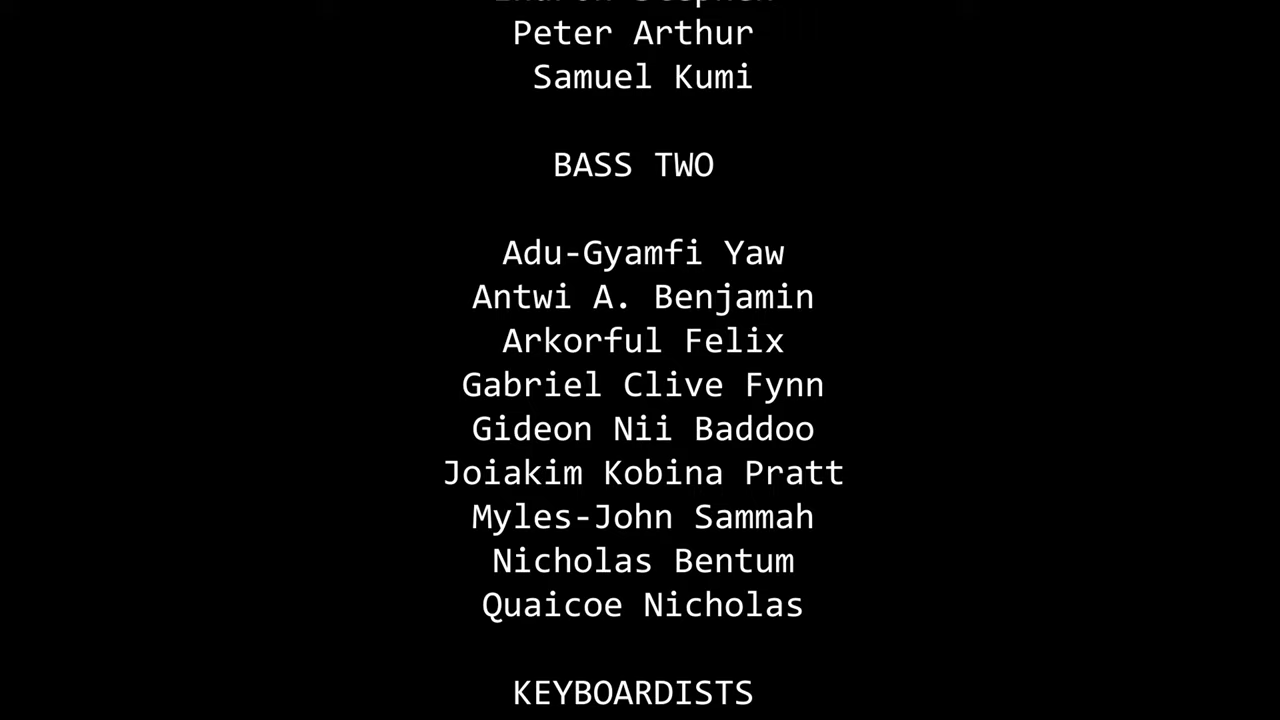 Peter Arthur
Samuel Kumi
BASS TWO
Adu-Gyamfi Yaw
Antwi A. Benjamin
Arkorful Felix
Gabriel Clive Fynn
Gideon Nii Baddoo
Joiakim Kobina Pratt
Myles-John Sammah
Nicholas Bentum
Quaicoe Nicholas
KEYBOARDISTS